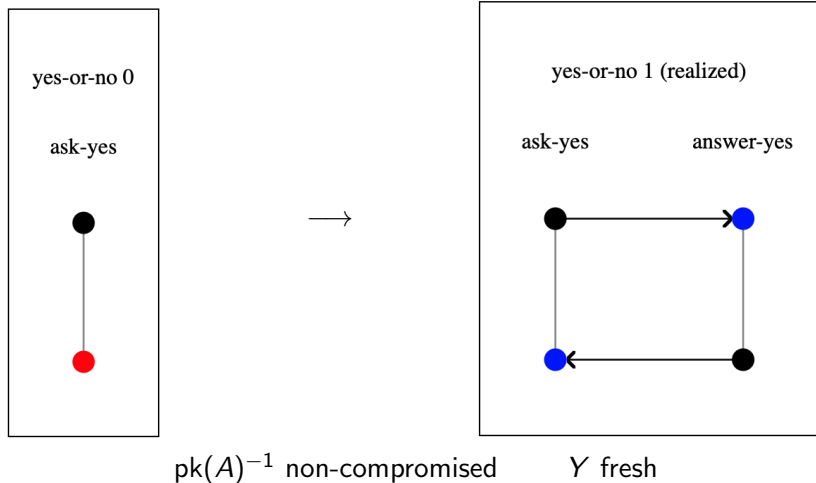 yes-or-no 0
ask-yes
yes-or-no 1 (realized)
ask-yes answer-yes
pk(A)⁻¹ non-compromised Y fresh